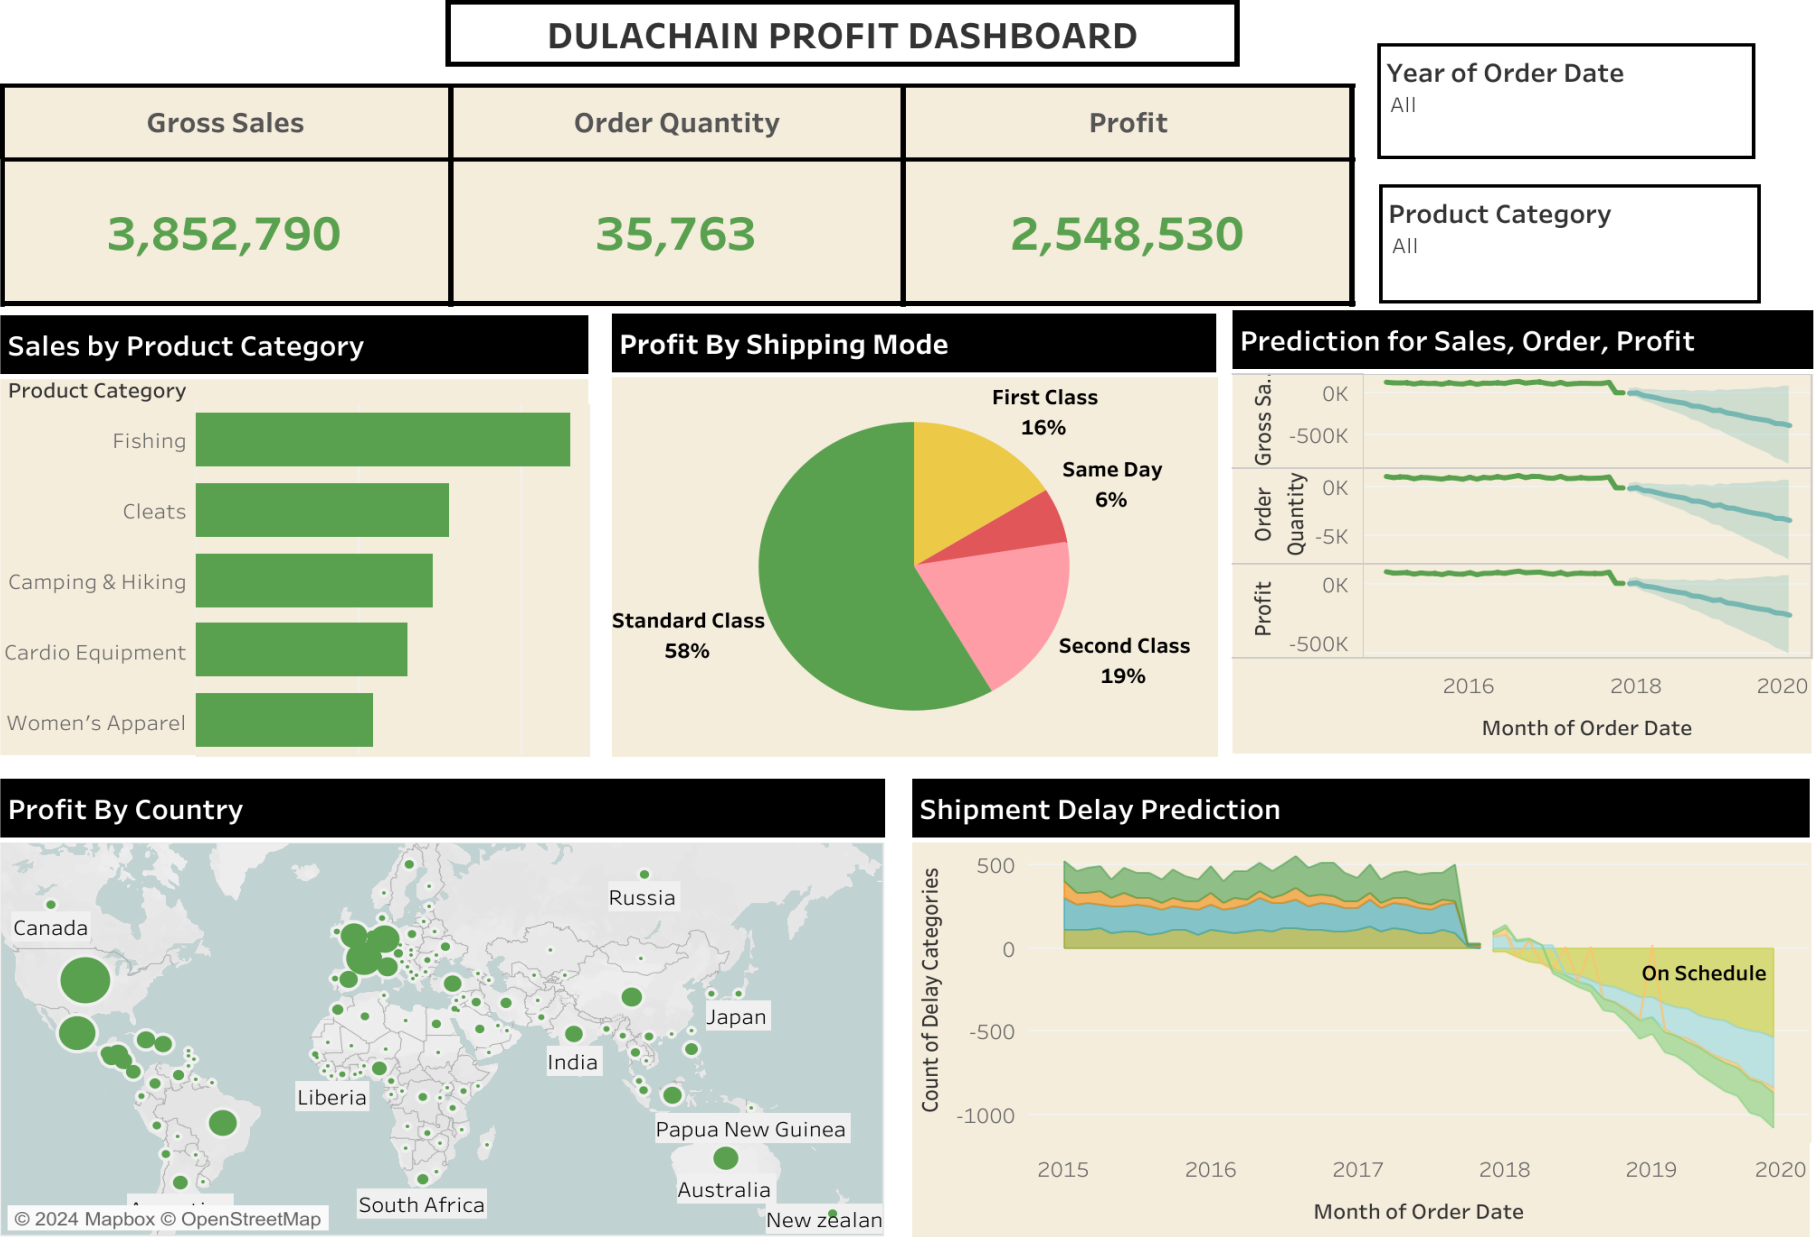 DULACHAIN PROFIT DASHBOARD
Year of Order Date
All
Gross Sales
Order Quantity
Profit
3,852,790
35,763
2,548,530
Product Category
All
Sales by Product Category
Product Category
Fishing
Cleats
Camping & Hiking
Cardio Equipment
Women's Apparel
Profit By Shipping Mode
First Class
16%
Same Day
6%
Standard Class
58%
Second Class
19%
Prediction for Sales, Order, Profit
Gross Sa..
0K
-500K
Order
Quantity
0K
-5K
Profit
0K
-500K
2016
2018
2020
Month of Order Date
Profit By Country
Canada
Russia
Japan
India
Liberia
Papua New Guinea
Australia
South Africa
New zealan
© 2024 Mapbox © OpenStreetMap
Shipment Delay Prediction
Count of Delay Categories
500
0
-500
-1000
On Schedule
2015
2016
2017
2018
2019
2020
Month of Order Date